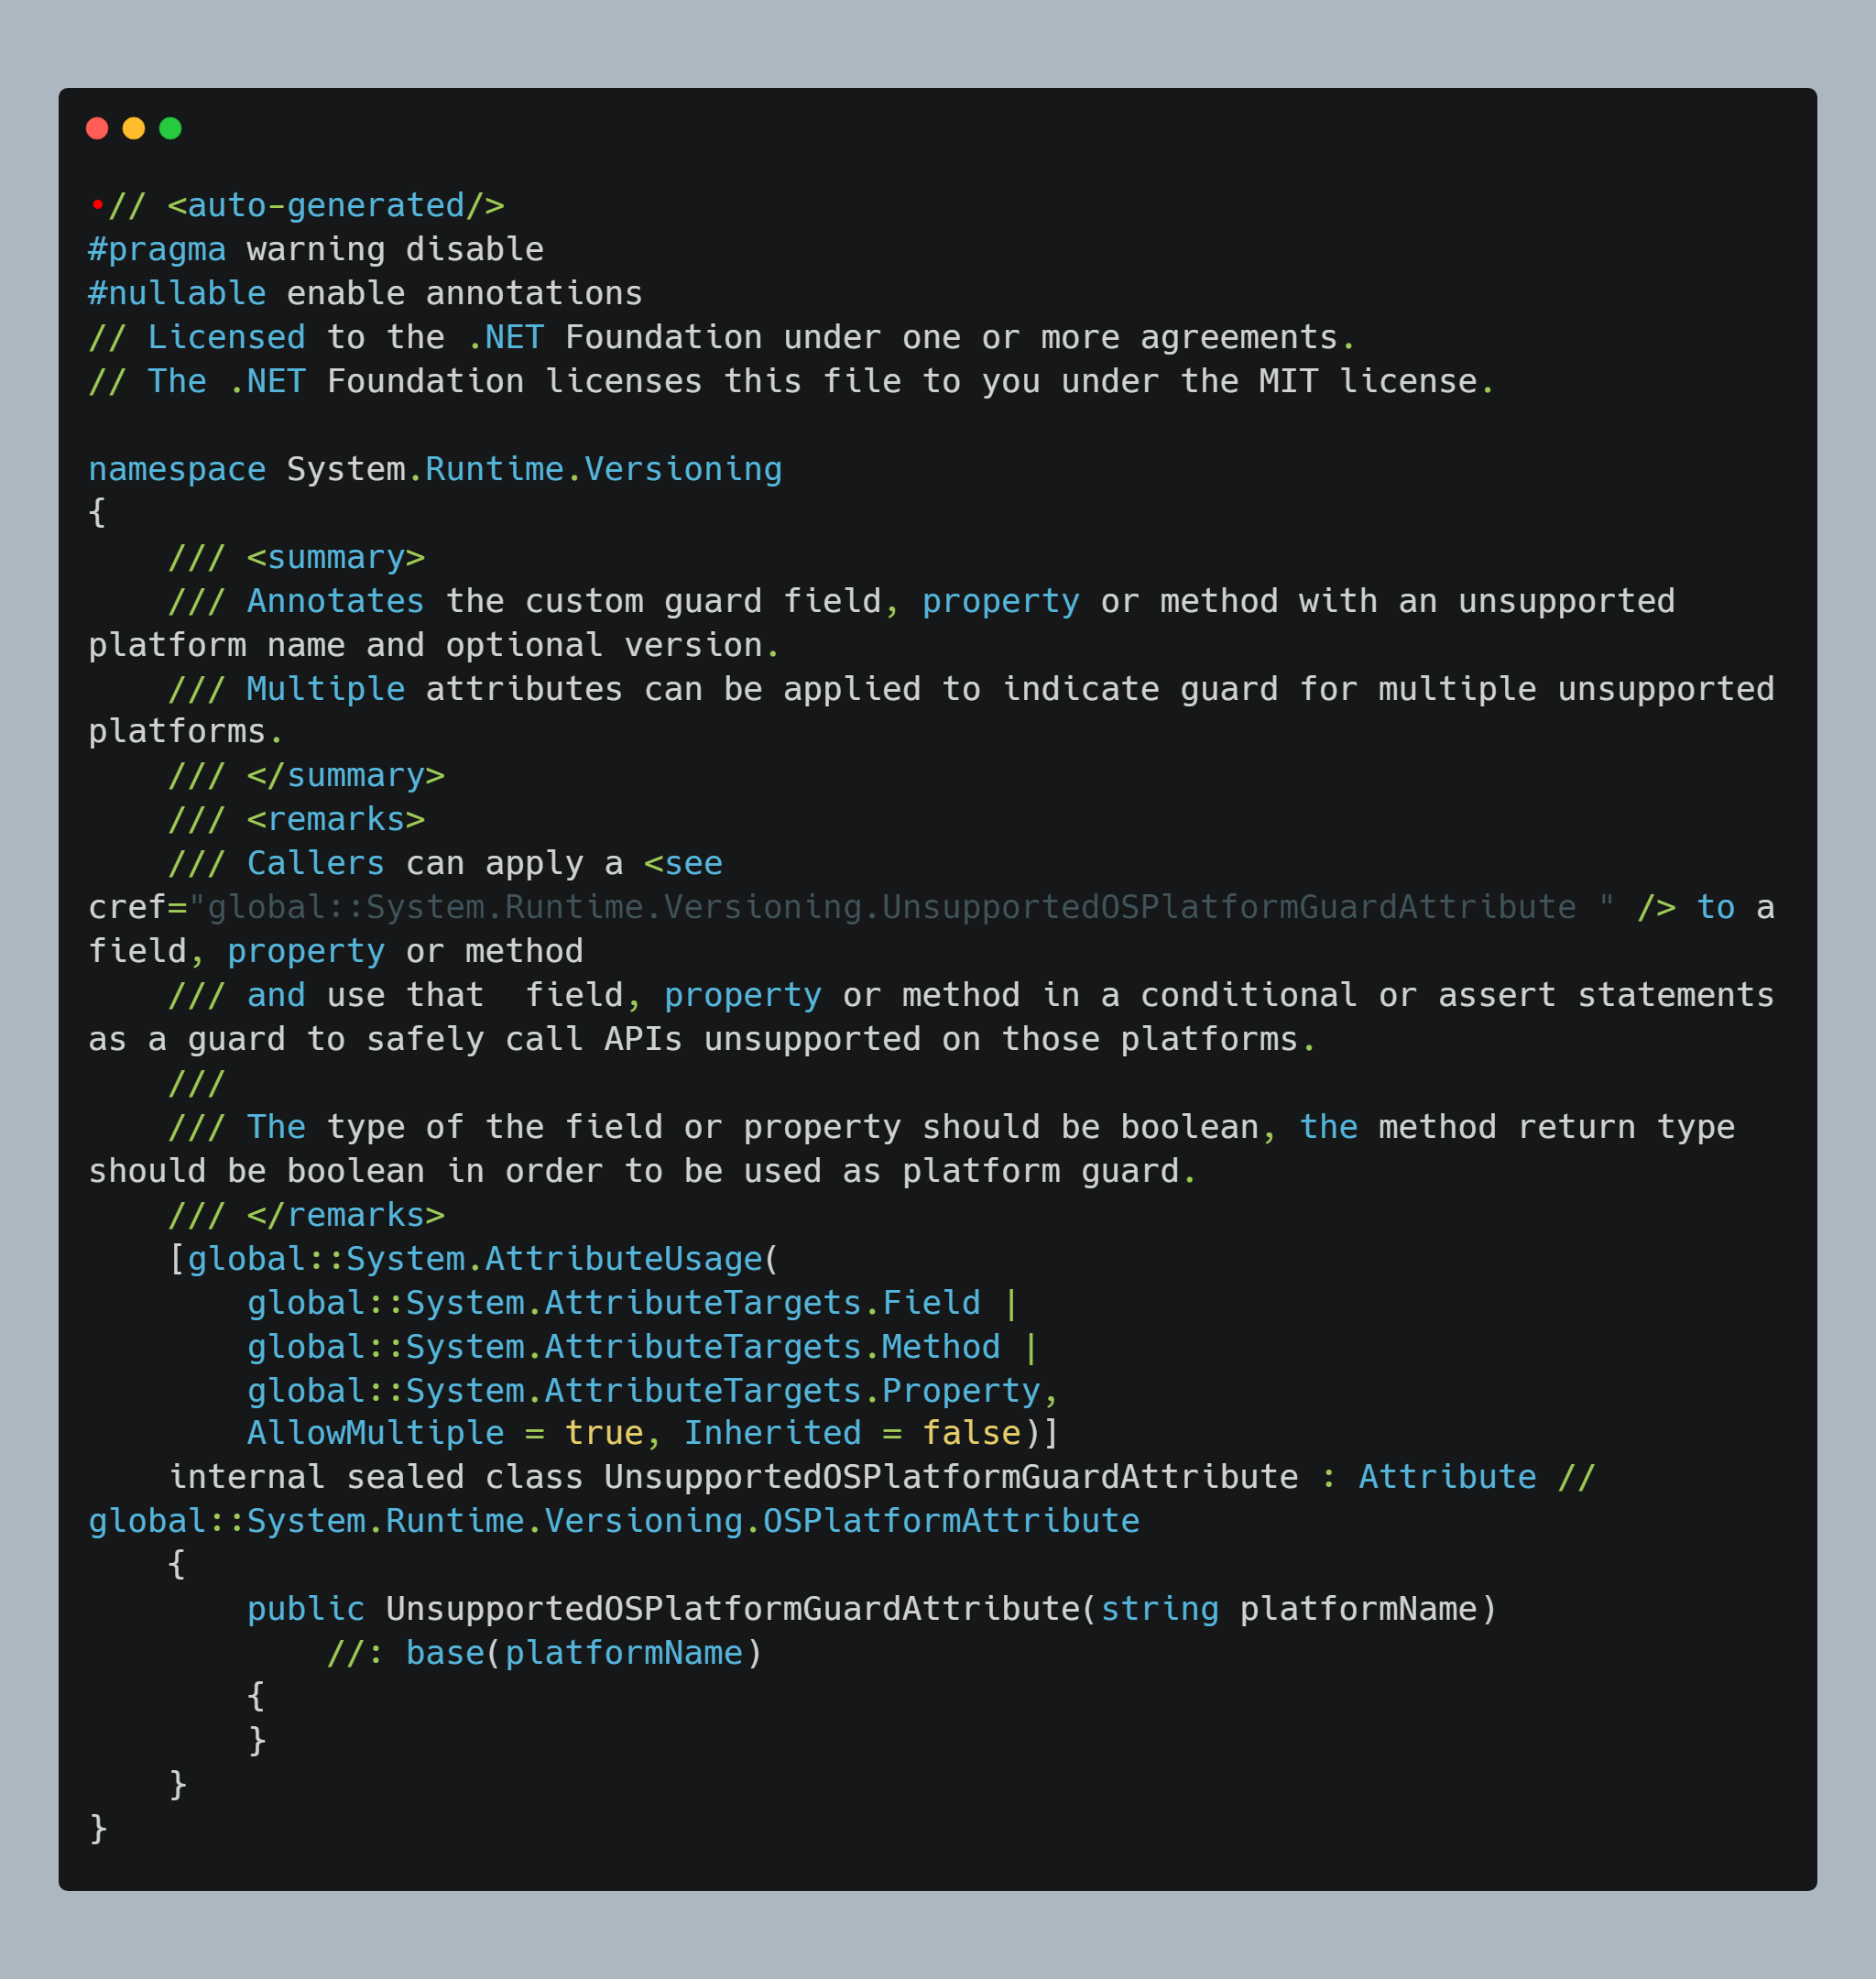 •// <auto-generated/>
#pragma warning disable
#nullable enable annotations
// Licensed to the .NET Foundation under one or more agreements.
// The .NET Foundation licenses this file to you under the MIT license.

namespace System.Runtime.Versioning
{
    /// <summary>
    /// Annotates the custom guard field, property or method with an unsupported
platform name and optional version.
    /// Multiple attributes can be applied to indicate guard for multiple unsupported
platforms.
    /// </summary>
    /// <remarks>
    /// Callers can apply a <see
cref="global::System.Runtime.Versioning.UnsupportedOSPlatformGuardAttribute " /> to a
field, property or method
    /// and use that  field, property or method in a conditional or assert statements
as a guard to safely call APIs unsupported on those platforms.
    ///
    /// The type of the field or property should be boolean, the method return type
should be boolean in order to be used as platform guard.
    /// </remarks>
    [global::System.AttributeUsage(
        global::System.AttributeTargets.Field |
        global::System.AttributeTargets.Method |
        global::System.AttributeTargets.Property,
        AllowMultiple = true, Inherited = false)]
    internal sealed class UnsupportedOSPlatformGuardAttribute : Attribute //
global::System.Runtime.Versioning.OSPlatformAttribute
    {
        public UnsupportedOSPlatformGuardAttribute(string platformName)
            //: base(platformName)
        {
        }
    }
}